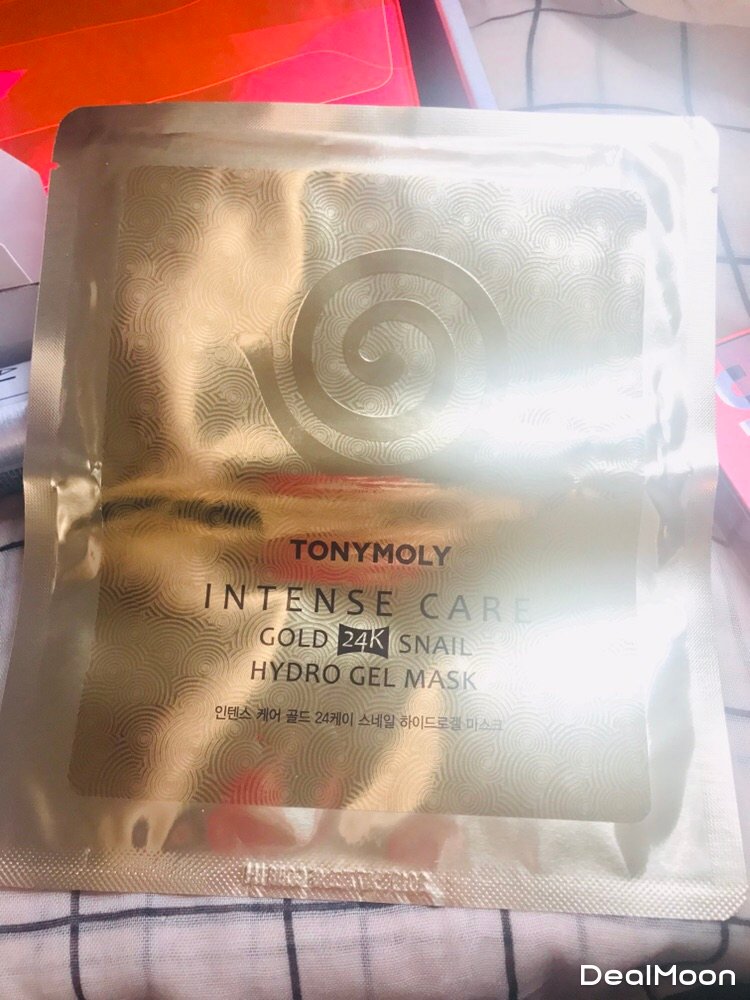 TONYMOLY
INTENSE CARE
GOLD 24K SNAIL
HYDRO GEL MASK
인텐스 케어 골드 24케이 스네일 하이드로겔 마스크
DealMoon